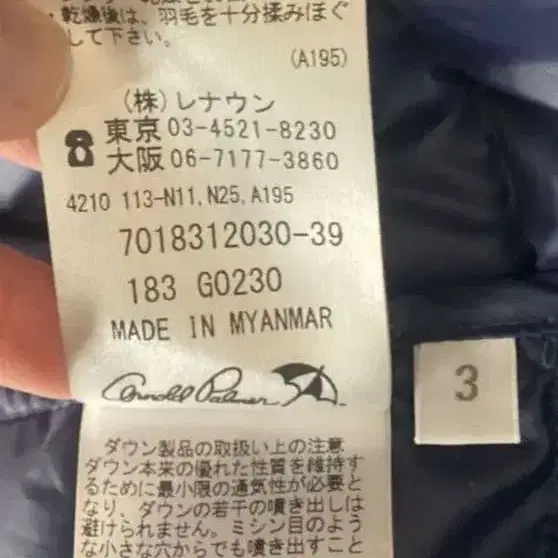 ・乾燥後は、羽毛を十分揉みほぐ
して下さい。
(A195)
(株)レナウン
東京 03-4521-8230
大阪 06-7177-3860
4210 113-N11,N25,A195
7018312030-39
183 G0230
MADE IN MYANMAR
Arnold Palmer
3
ダウン製品の取扱い上の注意
ダウン本来の優れた性質を維持す
るために最小限の通気性が必要と
なり、ダウンの若干の噴き出しは
避けられません。ミシン目のよう
な小さな穴からでも噴き出すこと